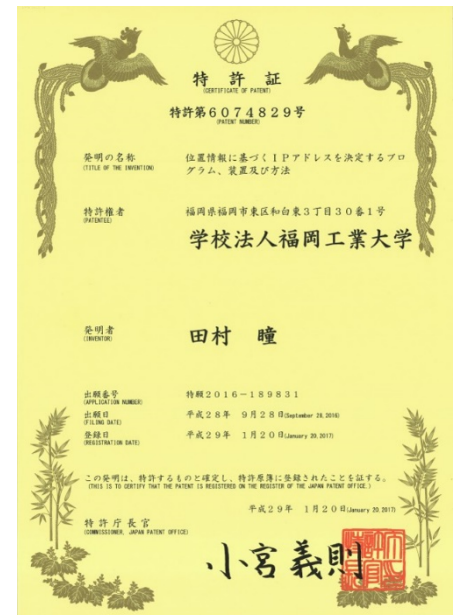 特許証
(CERTIFICATE OF PATENT)
特許第6074829号
(PATENT NUMBER)
発明の名称
(TITLE OF THE INVENTION)
位置情報に基づくIPアドレスを決定するプロ
グラム、装置及び方法
特許権者
(PATENTEE)
福岡県福岡市東区和白東3丁目30番1号
学校法人福岡工業大学
発明者
(INVENTOR)
田村 瞳
出願番号
(APPLICATION NUMBER)
特願2016-189831
出願日
(FILING DATE)
平成28年 9月28日(September 28,2016)
登録日
(REGISTRATION DATE)
平成29年 1月20日(January 20,2017)
この発明は、特許するものと確定し、特許原簿に登録されたことを証する。
(THIS IS TO CERTIFY THAT THE PATENT IS REGISTERED ON THE REGISTER OF THE JAPAN PATENT OFFICE.)
平成29年 1月20日(January 20,2017)
特許庁長官
(COMMISSIONER, JAPAN PATENT OFFICE)
小宮義則